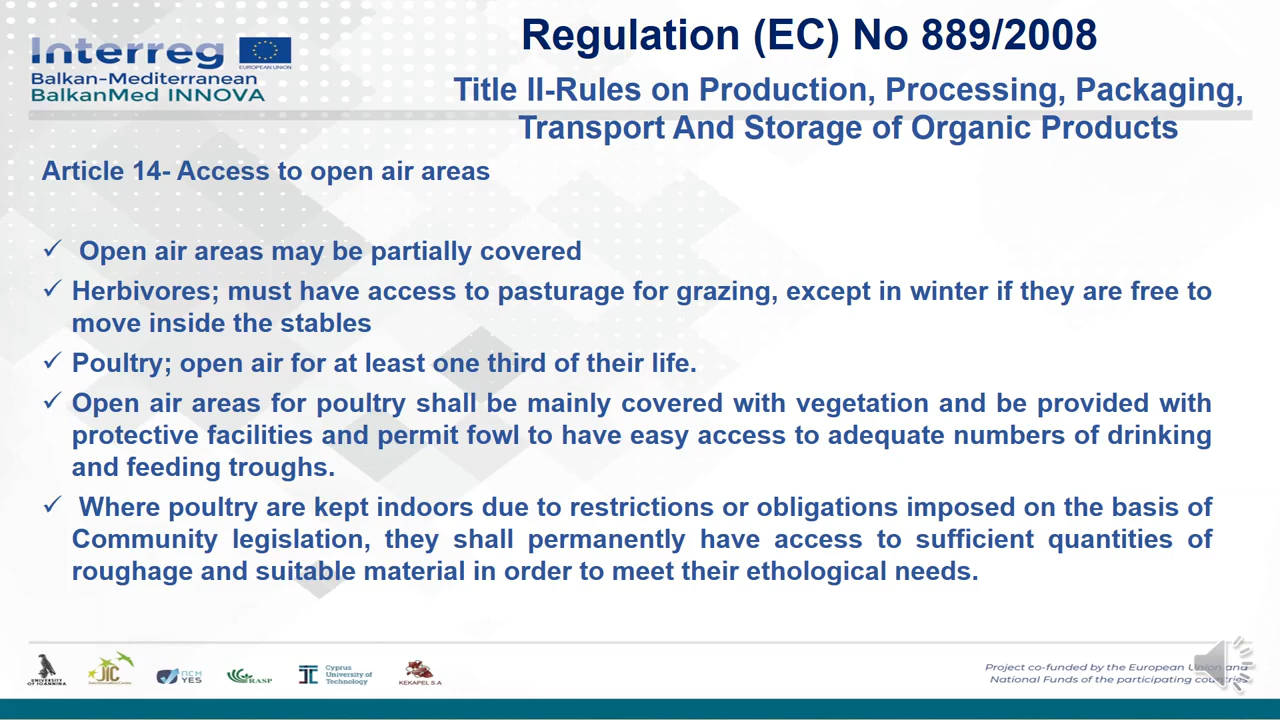 Interreg
EUROPEAN UNION
Balkan-Mediterranean
BalkanMed INNOVA
Regulation (EC) No 889/2008
Title II-Rules on Production, Processing, Packaging,
Transport And Storage of Organic Products
Article 14- Access to open air areas
✓ Open air areas may be partially covered
✓ Herbivores; must have access to pasturage for grazing, except in winter if they are free to
move inside the stables
✓ Poultry; open air for at least one third of their life.
✓ Open air areas for poultry shall be mainly covered with vegetation and be provided with
protective facilities and permit fowl to have easy access to adequate numbers of drinking
and feeding troughs.
✓ Where poultry are kept indoors due to restrictions or obligations imposed on the basis of
Community legislation, they shall permanently have access to sufficient quantities of
roughage and suitable material in order to meet their ethological needs.
UNIVERSITY
OF IOANNINA
JIC
YES
RASP
Cyprus
University of
Technology
KEKAPEL S.A
Project co-funded by the European Union and
National Funds of the participating countries